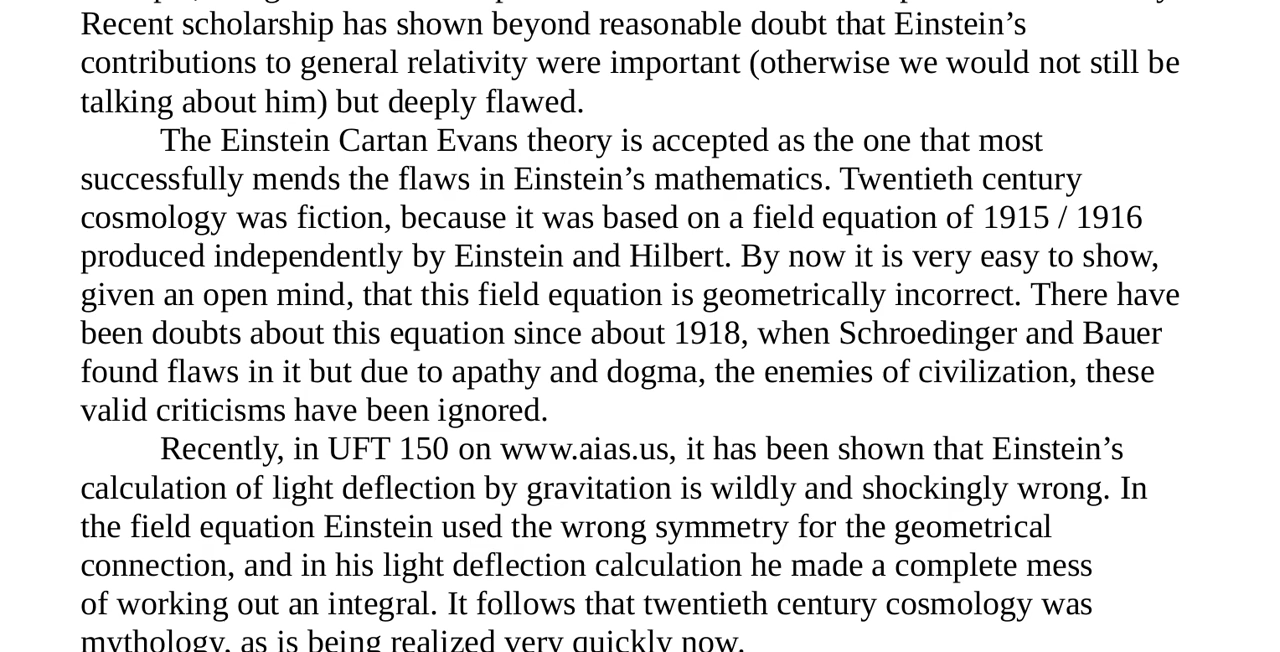 Recent scholarship has shown beyond reasonable doubt that Einstein’s
contributions to general relativity were important (otherwise we would not still be
talking about him) but deeply flawed.
The Einstein Cartan Evans theory is accepted as the one that most
successfully mends the flaws in Einstein’s mathematics. Twentieth century
cosmology was fiction, because it was based on a field equation of 1915 / 1916
produced independently by Einstein and Hilbert. By now it is very easy to show,
given an open mind, that this field equation is geometrically incorrect. There have
been doubts about this equation since about 1918, when Schroedinger and Bauer
found flaws in it but due to apathy and dogma, the enemies of civilization, these
valid criticisms have been ignored.
Recently, in UFT 150 on www.aias.us, it has been shown that Einstein’s
calculation of light deflection by gravitation is wildly and shockingly wrong. In
the field equation Einstein used the wrong symmetry for the geometrical
connection, and in his light deflection calculation he made a complete mess
of working out an integral. It follows that twentieth century cosmology was
mythology, as is being realized very quickly now.